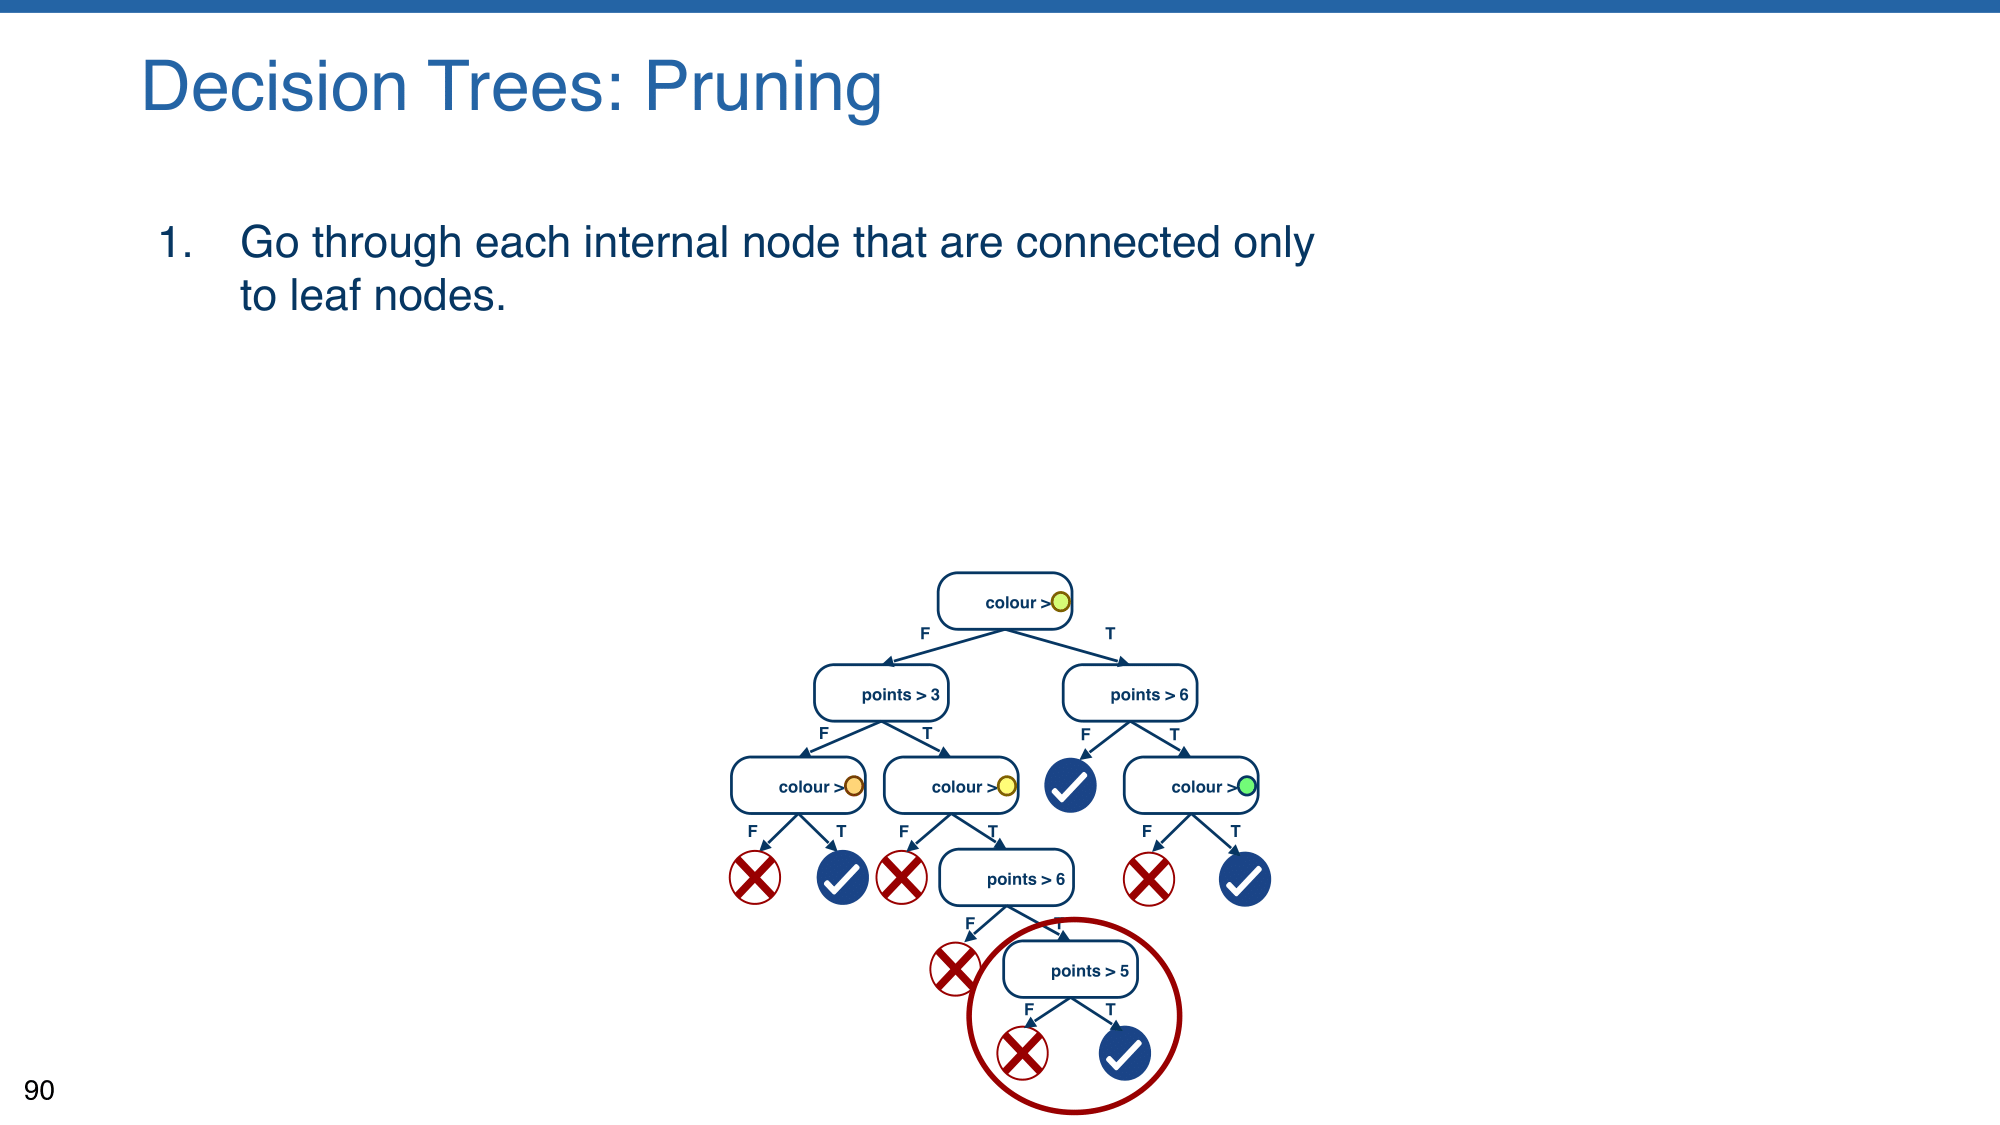 Decision Trees: Pruning
1. Go through each internal node that are connected only
to leaf nodes.
colour >
F T
points > 3 points > 6
F T F T
colour > colour > colour >
F T F T F T
points > 6
F T
points > 5
F T
90